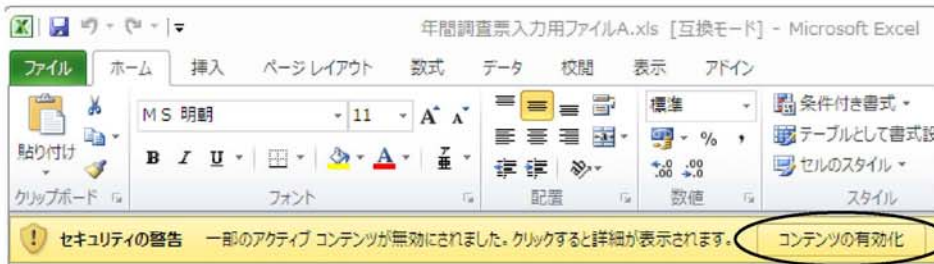 年間調査票入力用ファイルA.xls [互換モード] - Microsoft Excel
ファイル ホーム 挿入 ページ レイアウト 数式 データ 校閲 表示 アドイン
MS 明朝 11 A A 標準 条件付き書式
貼り付け B I U A 亜 % , テーブルとして書式設
.00 .00 セルのスタイル
クリップボード フォント 配置 数値 スタイル
セキュリティの警告 一部のアクティブ コンテンツが無効にされました。クリックすると詳細が表示されます。 コンテンツの有効化